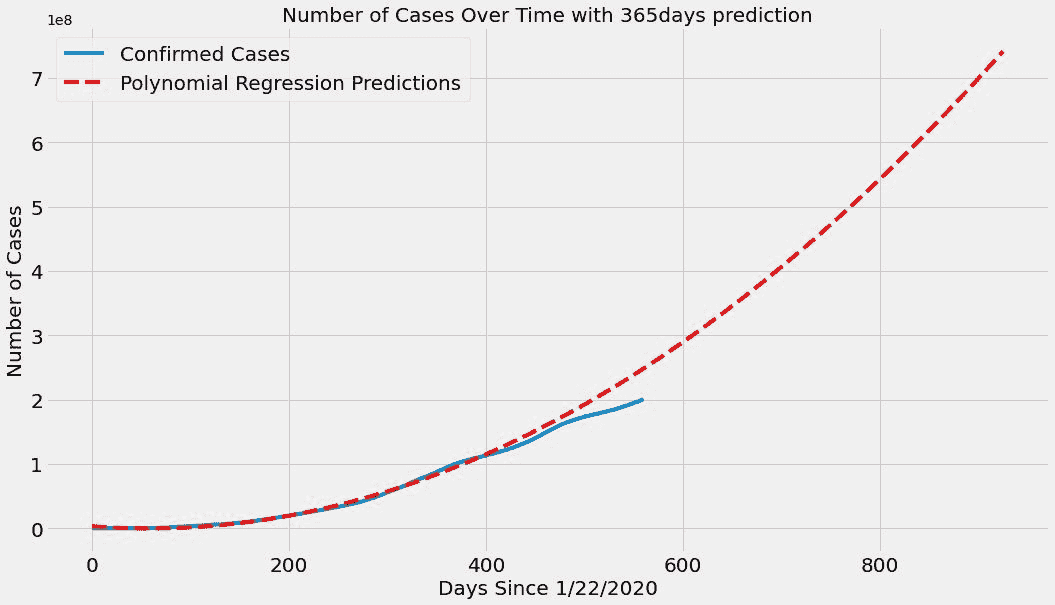 Number of Cases Over Time with 365days prediction
1e8
Confirmed Cases
Polynomial Regression Predictions
7
6
5
4
3
2
1
0
Number of Cases
0 200 400 600 800
Days Since 1/22/2020